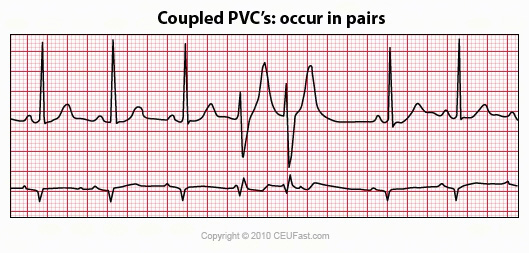 Coupled PVC's: occur in pairs
Copyright © 2010 CEUFast.com